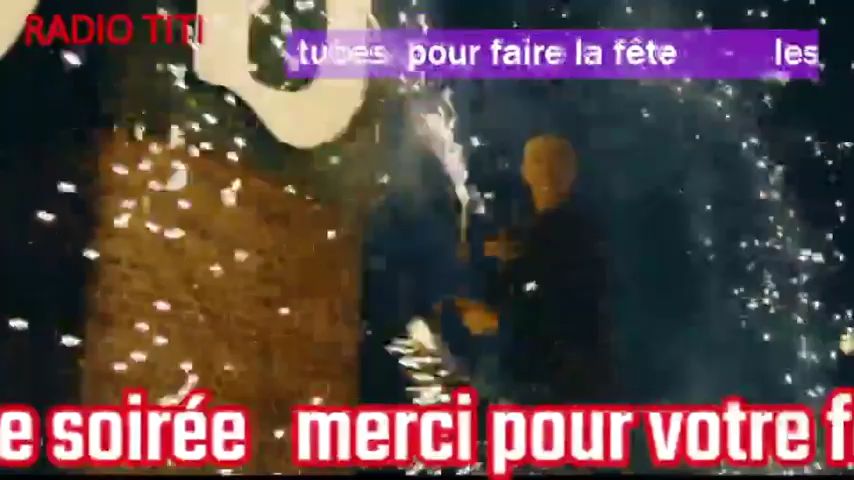 RADIO TITI
tubes pour faire la fête les
e soirée merci pour votre f